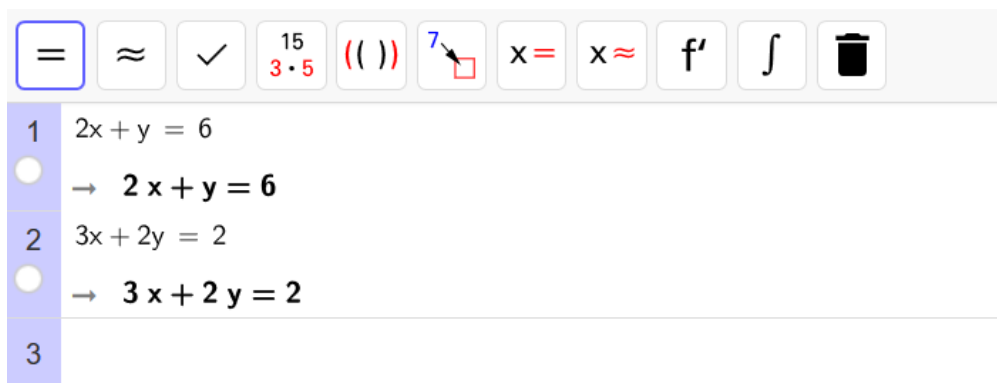 = ≈ ✓ 15 (( )) 7 x= x≈ f′ ∫
3·5
1 2x + y = 6
→ 2 x + y = 6
2 3x + 2y = 2
→ 3 x + 2 y = 2
3